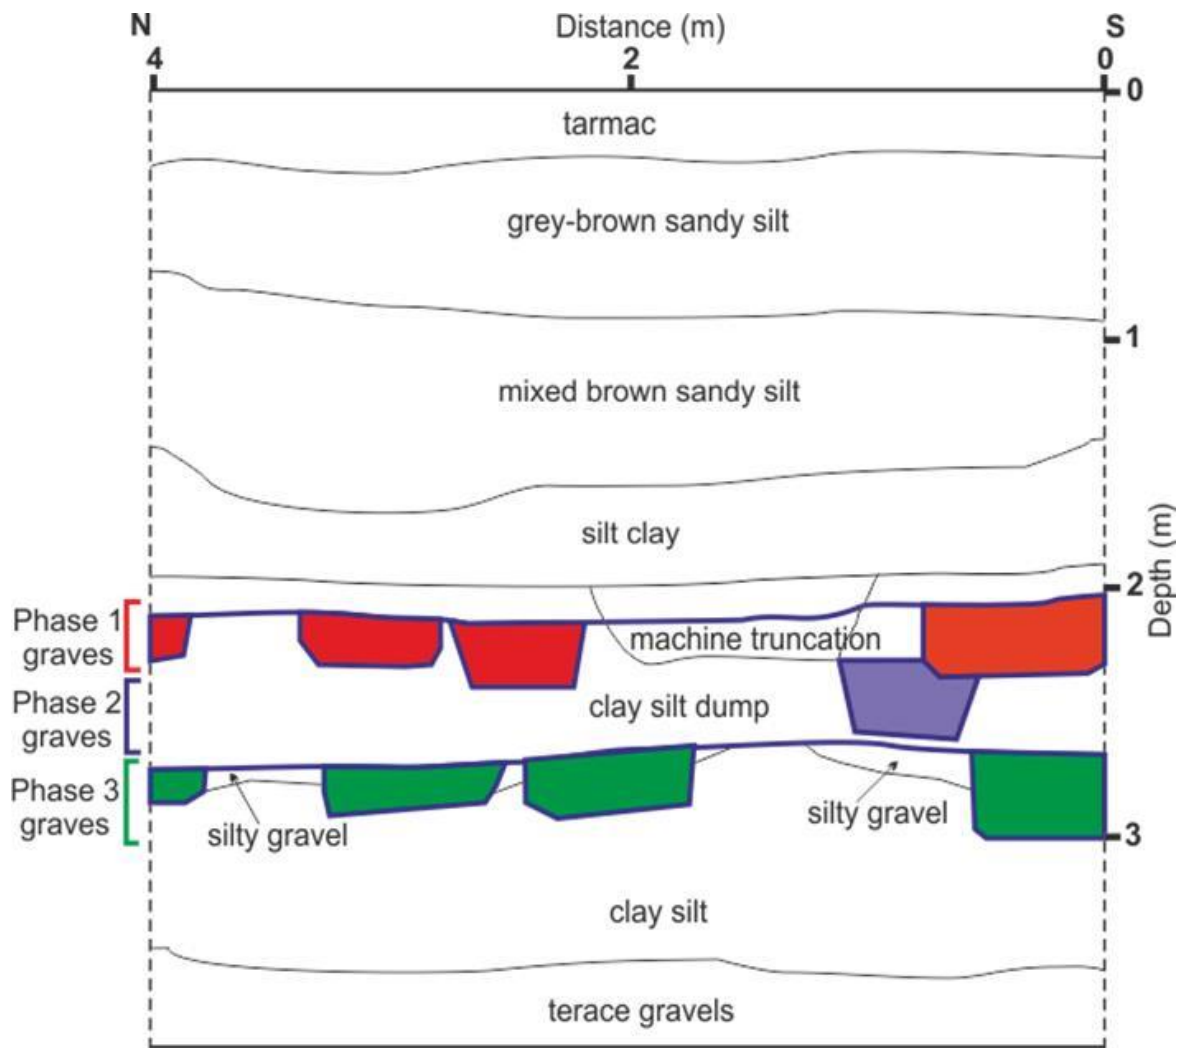 N
Distance (m)
S
4
2
0
0
tarmac
grey-brown sandy silt
1
mixed brown sandy silt
silt clay
2
Depth (m)
Phase 1
graves
machine truncation
Phase 2
graves
clay silt dump
Phase 3
graves
silty gravel
silty gravel
3
clay silt
terace gravels